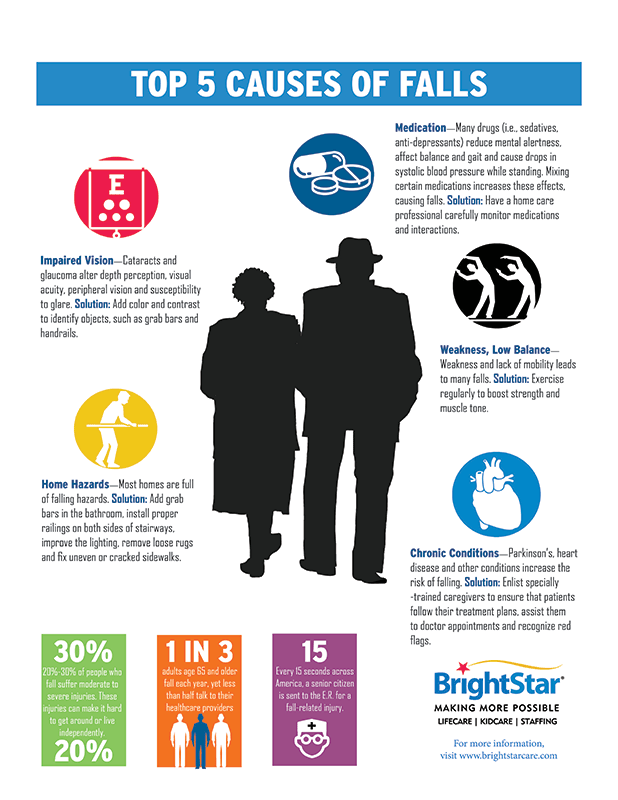 TOP 5 CAUSES OF FALLS
Medication—Many drugs (i.e., sedatives,
anti-depressants) reduce mental alertness,
affect balance and gait and cause drops in
systolic blood pressure while standing. Mixing
certain medications increases these effects,
causing falls. Solution: Have a home care
professional carefully monitor medications
and interactions.
E
Impaired Vision—Cataracts and
glaucoma alter depth perception, visual
acuity, peripheral vision and susceptibility
to glare. Solution: Add color and contrast
to identify objects, such as grab bars and
handrails.
Weakness, Low Balance—
Weakness and lack of mobility leads
to many falls. Solution: Exercise
regularly to boost strength and
muscle tone.
Home Hazards—Most homes are full
of falling hazards. Solution: Add grab
bars in the bathroom, install proper
railings on both sides of stairways,
improve the lighting, remove loose rugs
and fix uneven or cracked sidewalks.
Chronic Conditions—Parkinson's, heart
disease and other conditions increase the
risk of falling. Solution: Enlist specially
-trained caregivers to ensure that patients
follow their treatment plans, assist them
to doctor appointments and recognize red
flags.
30%
20%-30% of people who
fall suffer moderate to
severe injuries. These
injuries can make it hard
to get around or live
independently.
20%
1 IN 3
adults age 65 and older
fall each year, yet less
than half talk to their
healthcare providers
15
Every 15 seconds across
America, a senior citizen
is sent to the E.R. for a
fall-related injury.
BrightStar®
MAKING MORE POSSIBLE
LIFECARE | KIDCARE | STAFFING
For more information,
visit www.brightstarcare.com